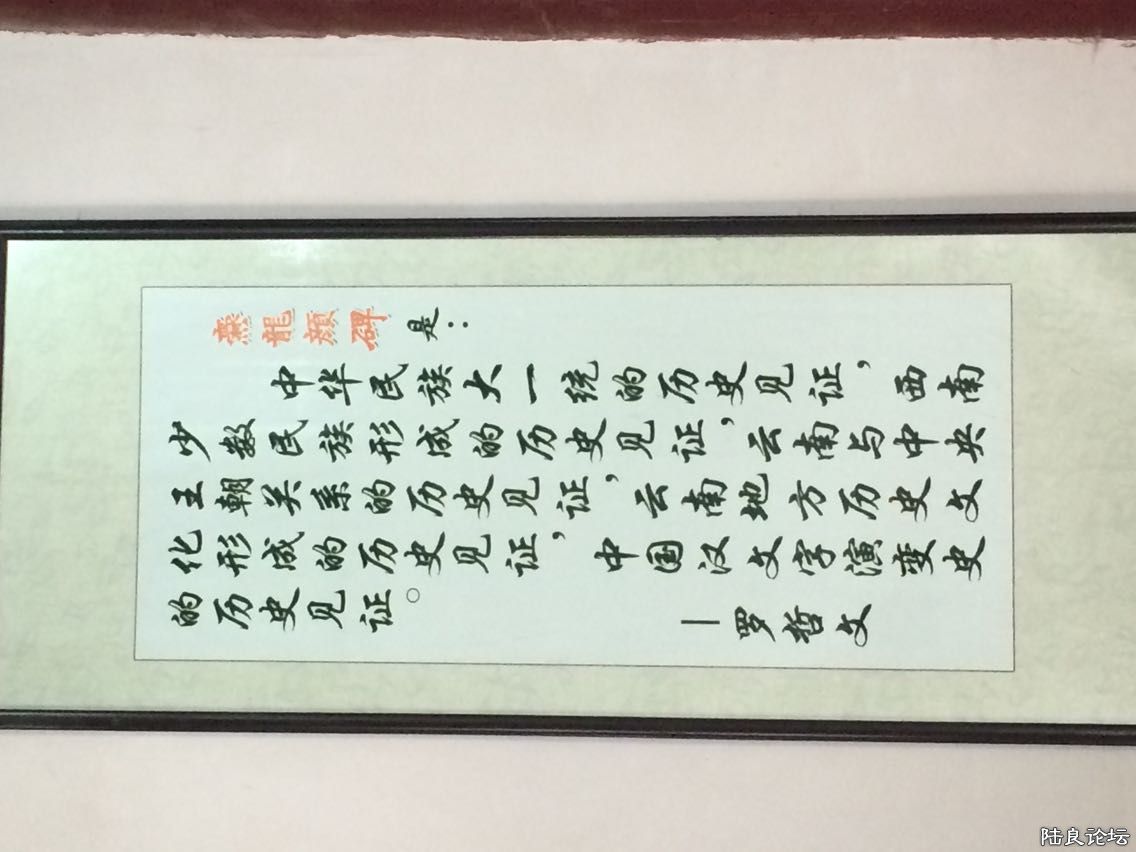 爨龍顏碑是：
中华民族大一统的历史见证，西南
少数民族形成的历史见证，云南与中央
王朝关系的历史见证，云南地方历史文
化形成的历史见证，中国汉文字演变史
的历史见证。 —罗哲文
陆良论坛